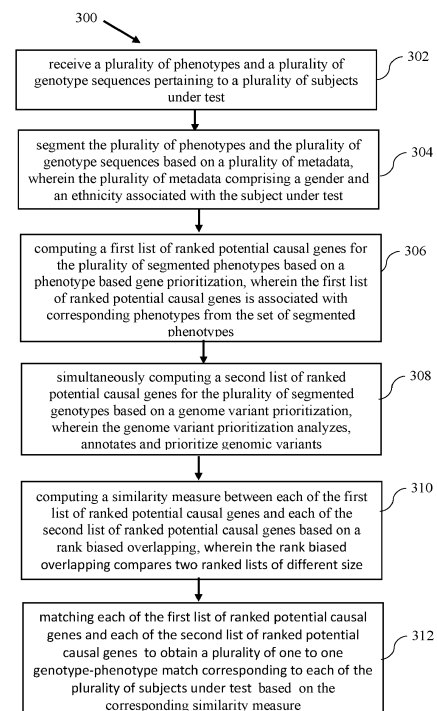 300
302
receive a plurality of phenotypes and a plurality of
genotype sequences pertaining to a plurality of subjects
under test
304
segment the plurality of phenotypes and the plurality of
genotype sequences based on a plurality of metadata,
wherein the plurality of metadata comprising a gender and
an ethnicity associated with the subject under test
306
computing a first list of ranked potential causal genes for
the plurality of segmented phenotypes based on a
phenotype based gene prioritization, wherein the first list
of ranked potential causal genes is associated with
corresponding phenotypes from the set of segmented
phenotypes
308
simultaneously computing a second list of ranked
potential causal genes for the plurality of segmented
genotypes based on a genome variant prioritization,
wherein the genome variant prioritization analyzes,
annotates and prioritize genomic variants
310
computing a similarity measure between each of the first
list of ranked potential causal genes and each of the
second list of ranked potential causal genes based on a
rank biased overlapping, wherein the rank biased
overlapping compares two ranked lists of different size
312
matching each of the first list of ranked potential causal
genes and each of the second list of ranked potential
causal genes to obtain a plurality of one to one
genotype-phenotype match corresponding to each of the
plurality of subjects under test based on the
corresponding similarity measure